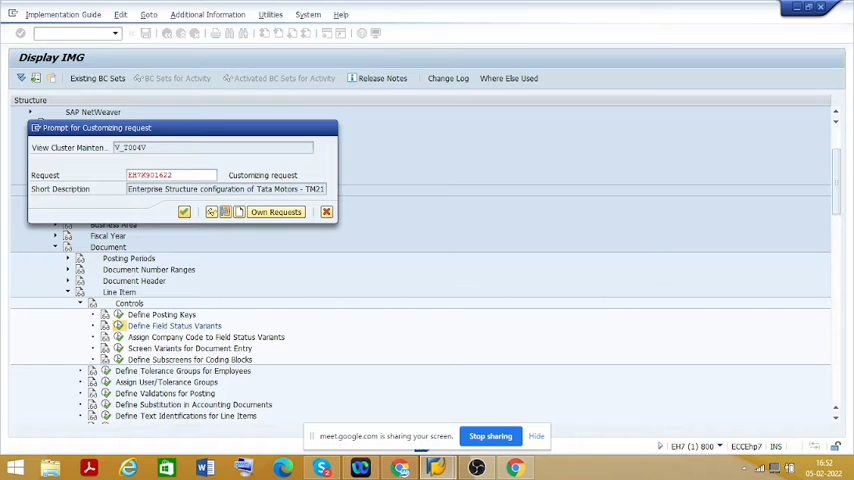 Implementation Guide Edit Goto Additional Information Utilities System Help
Display IMG
Existing BC Sets BC Sets for Activity Activated BC Sets for Activity Release Notes Change Log Where Else Used
Structure
SAP NetWeaver
Prompt for Customizing request
View Cluster Mainten... V_T004V
Request EH7K901622 Customizing request
Short Description Enterprise Structure configuration of Tata Motors - TM21
Own Requests
Business Area
Fiscal Year
Document
Posting Periods
Document Number Ranges
Document Header
Line Item
Controls
Define Posting Keys
Define Field Status Variants
Assign Company Code to Field Status Variants
Screen Variants for Document Entry
Define Subscreens for Coding Blocks
Define Tolerance Groups for Employees
Assign User/Tolerance Groups
Define Validations for Posting
Define Substitution in Accounting Documents
Define Text Identifications for Line Items
meet.google.com is sharing your screen. Stop sharing Hide
EH7 (1) 800 ECCEhp7 INS
16:52
05-02-2022